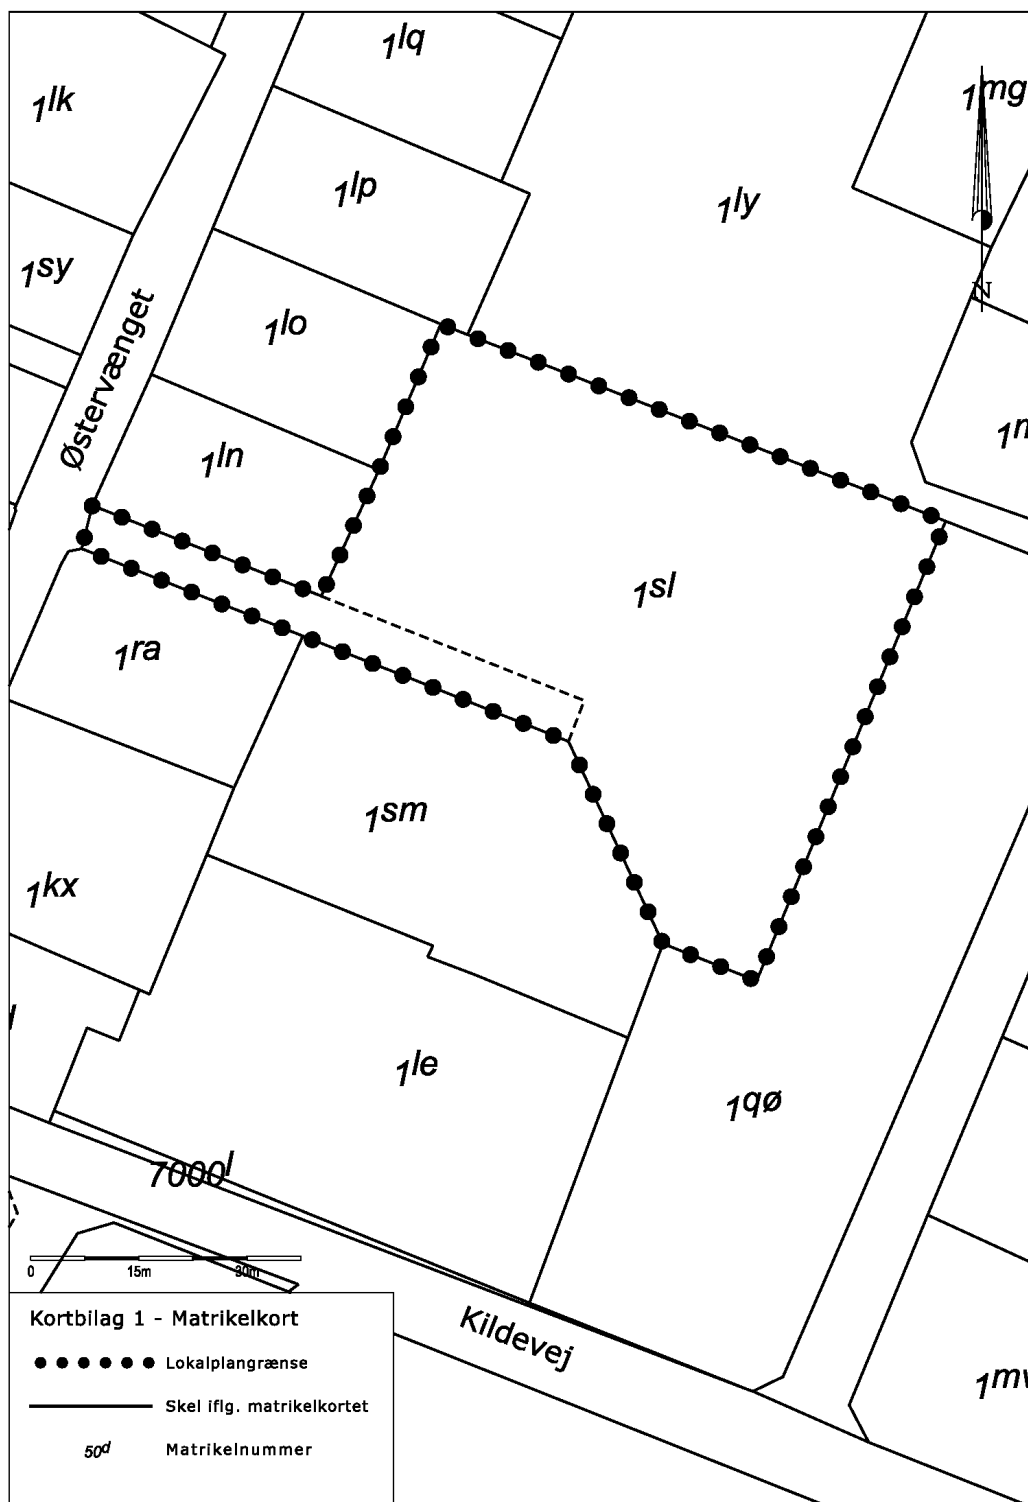 1lq
1mg
1lk
1lp
1ly
1sy
N
1lo
Østervænget
1ln
1sl
1ra
1sm
1kx
1le
1qø
7000l
0 15m 30m
Kildevej
1mv
Kortbilag 1 - Matrikelkort
Lokalplangrænse
Skel iflg. matrikelkortet
50d Matrikelnummer